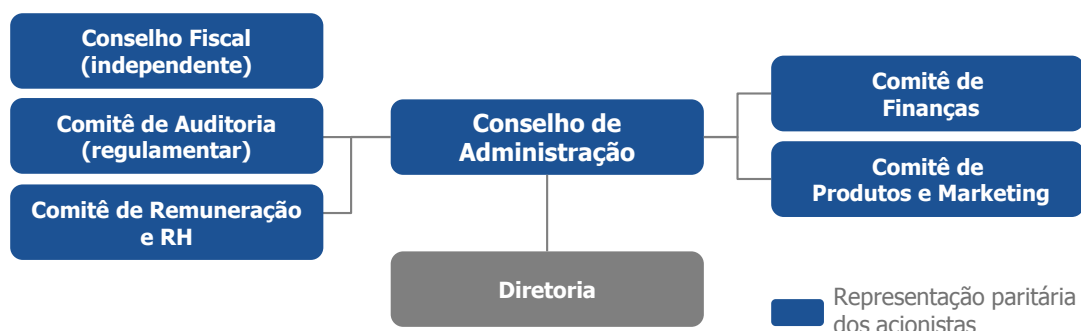 Conselho Fiscal
(independente)
Comitê de Auditoria
(regulamentar)
Comitê de Remuneração
e RH
Conselho de
Administração
Diretoria
Comitê de
Finanças
Comitê de
Produtos e Marketing
Representação paritária
dos acionistas